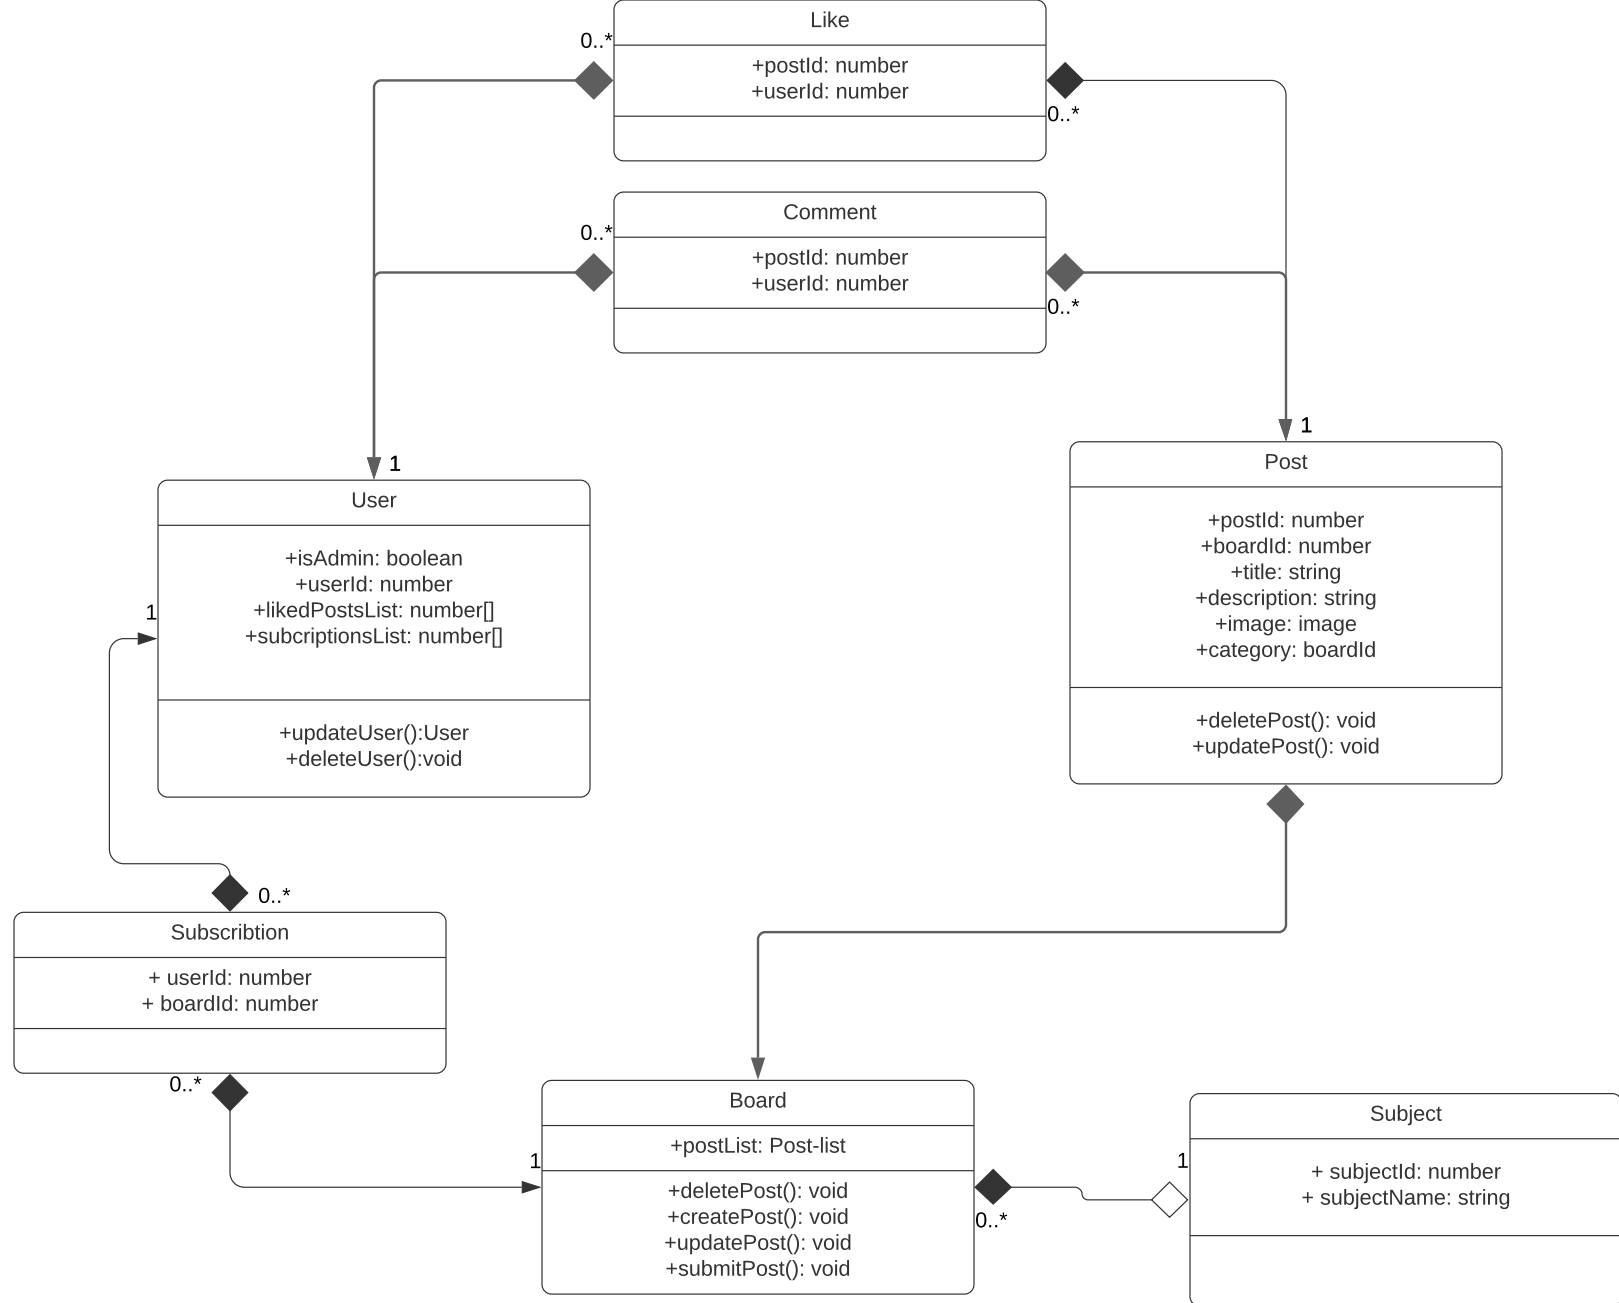 Like
0..*
+postId: number
+userId: number
0..*
Comment
0..*
+postId: number
+userId: number
0..*
1
Post
1
User
+postId: number
+boardId: number
+title: string
+description: string
+image: image
+category: boardId
+isAdmin: boolean
+userId: number
+likedPostsList: number[]
+subcriptionsList: number[]
1
+deletePost(): void
+updatePost(): void
+updateUser():User
+deleteUser():void
0..*
Subscribtion
+ userId: number
+ boardId: number
0..*
1
Board
+postList: Post-list
+deletePost(): void
+createPost(): void
+updatePost(): void
+submitPost(): void
0..*
1
Subject
+ subjectId: number
+ subjectName: string